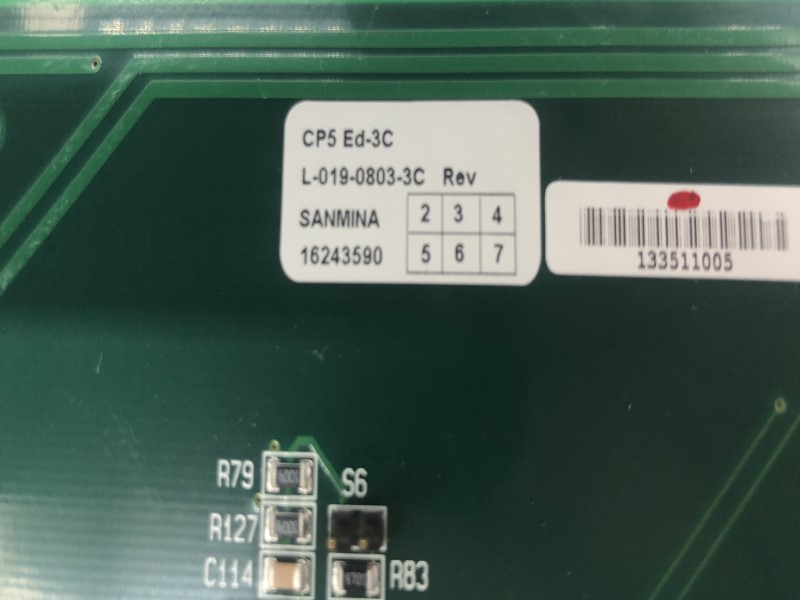 CP5 Ed-3C
L-019-0803-3C Rev
SANMINA 2 3 4
16243590 5 6 7
133511005
R79
S6
R127
C114
R83